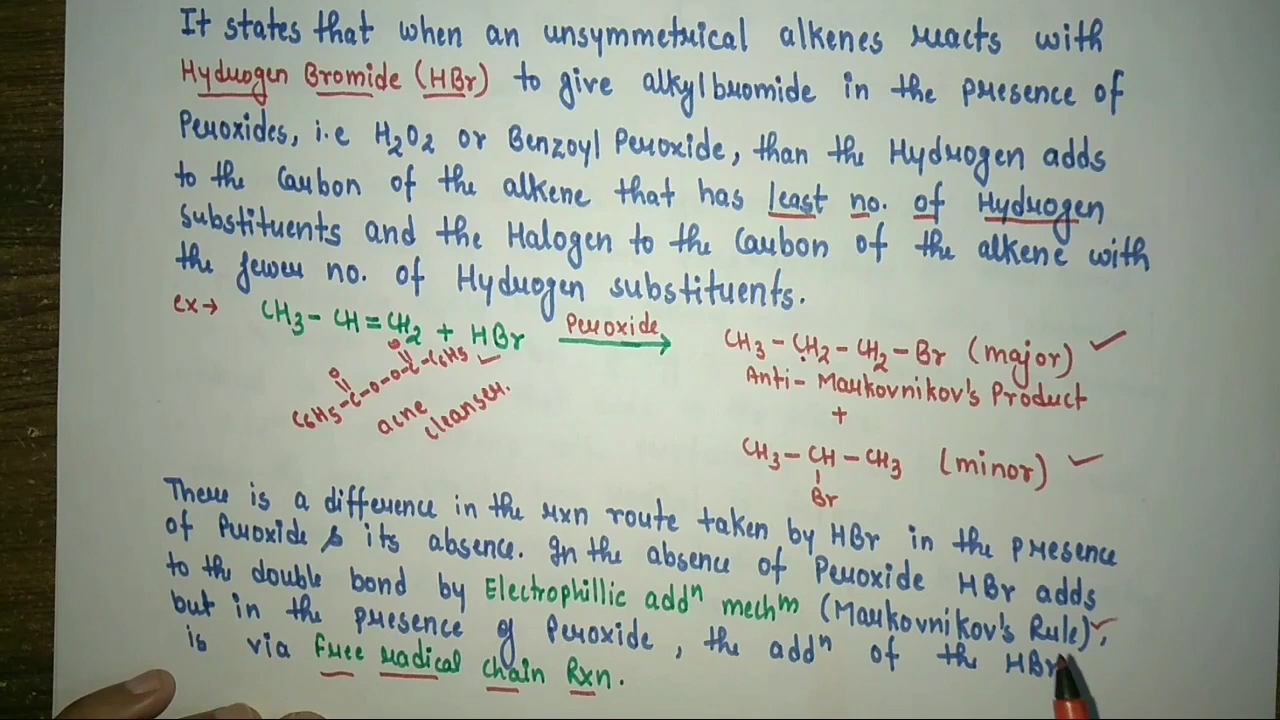 It states that when an unsymmetrical alkenes reacts with
Hydrogen Bromide (HBr) to give alkylbromide in the presence of
Peroxides, i.e H2O2 or Benzoyl Peroxide, than the Hydrogen adds
to the Carbon of the alkene that has least no. of Hydrogen
substituents and the Halogen to the Carbon of the alkene with
the fewer no. of Hydrogen substituents.
ex→ CH3-CH=CH2 + HBr Peroxide→ CH3-CH2-CH2-Br (major) ✓
C6H5-C(=O)-O-O-C(=O)-C6H5 ✓
acne cleanser.
Anti-Markovnikov's Product
+
CH3-CH-CH3 (minor) ✓
Br
There is a difference in the rxn route taken by HBr in the presence
of Peroxide & its absence. In the absence of Peroxide HBr adds
to the double bond by Electrophillic addn mechm (Markovnikov's Rule),
but in the presence of Peroxide, the addn of the HBr
is via Free radical chain Rxn.